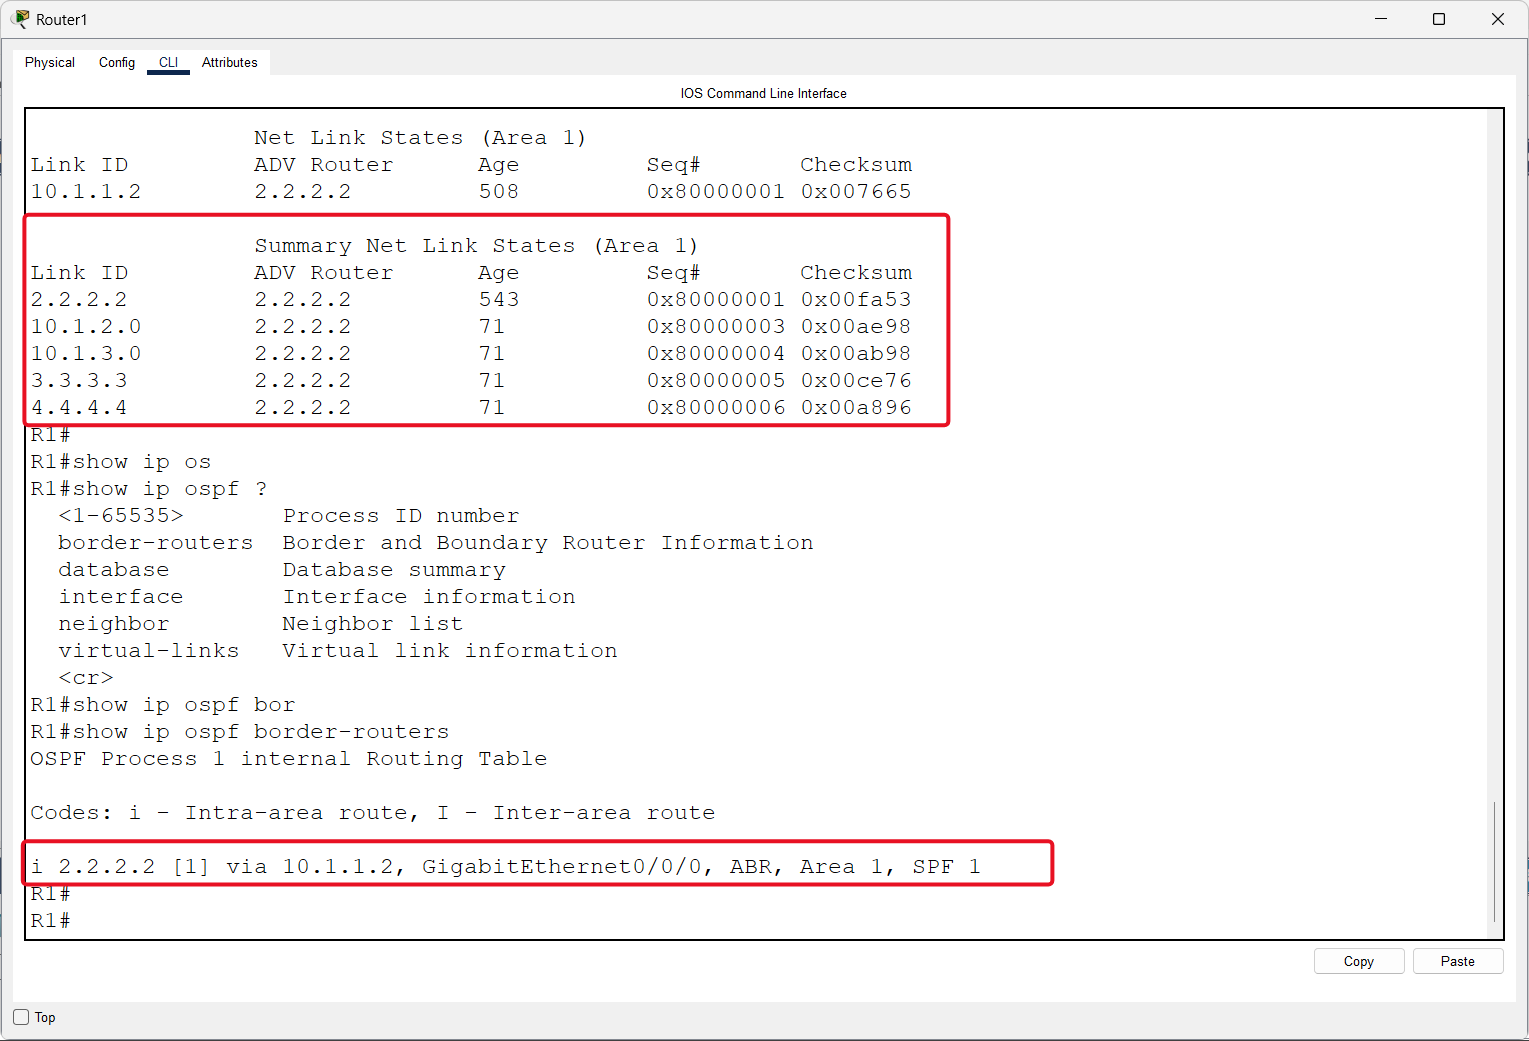 Router1
Physical Config CLI Attributes
IOS Command Line Interface
Net Link States (Area 1)
Link ID ADV Router Age Seq# Checksum
10.1.1.2 2.2.2.2 508 0x80000001 0x007665
Summary Net Link States (Area 1)
Link ID ADV Router Age Seq# Checksum
2.2.2.2 2.2.2.2 543 0x80000001 0x00fa53
10.1.2.0 2.2.2.2 71 0x80000003 0x00ae98
10.1.3.0 2.2.2.2 71 0x80000004 0x00ab98
3.3.3.3 2.2.2.2 71 0x80000005 0x00ce76
4.4.4.4 2.2.2.2 71 0x80000006 0x00a896
R1#
R1#show ip os
R1#show ip ospf ?
<1-65535> Process ID number
border-routers Border and Boundary Router Information
database Database summary
interface Interface information
neighbor Neighbor list
virtual-links Virtual link information
<cr>
R1#show ip ospf bor
R1#show ip ospf border-routers
OSPF Process 1 internal Routing Table
Codes: i - Intra-area route, I - Inter-area route
i 2.2.2.2 [1] via 10.1.1.2, GigabitEthernet0/0/0, ABR, Area 1, SPF 1
R1#
R1#
Copy Paste
Top